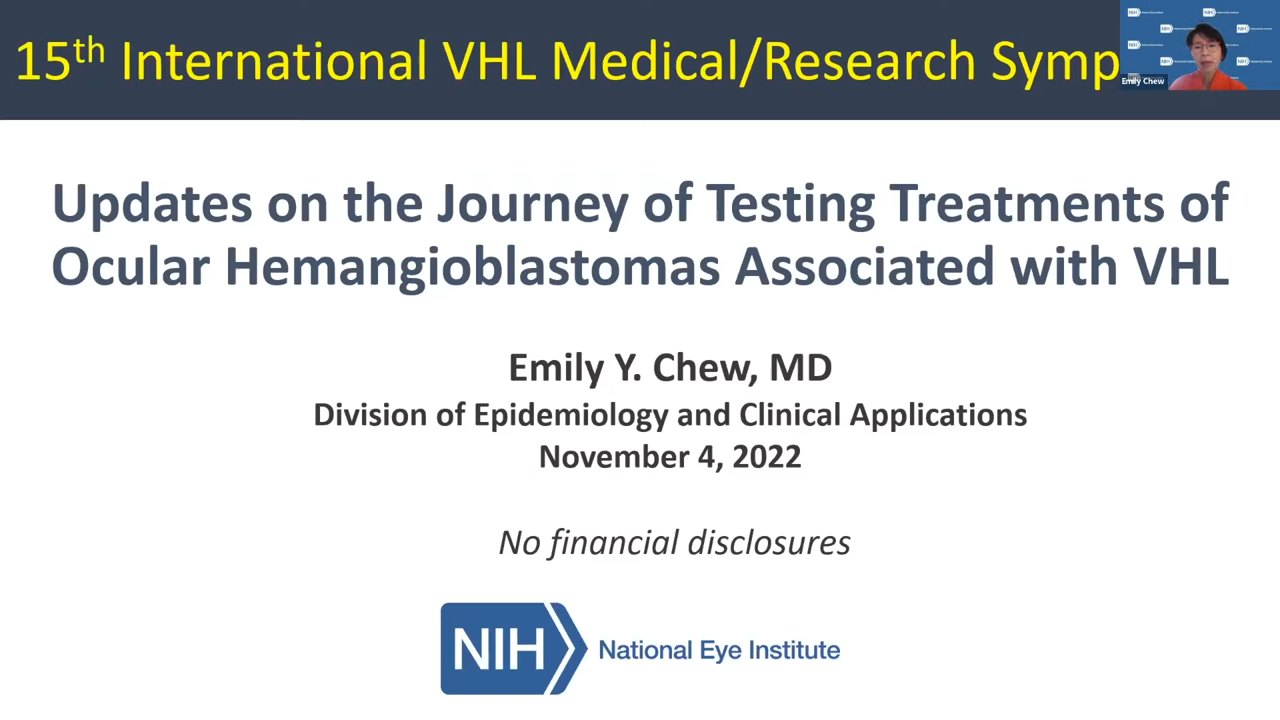 15th International VHL Medical/Research Symp
Emily Chew
Updates on the Journey of Testing Treatments of
Ocular Hemangioblastomas Associated with VHL
Emily Y. Chew, MD
Division of Epidemiology and Clinical Applications
November 4, 2022
No financial disclosures
NIH National Eye Institute